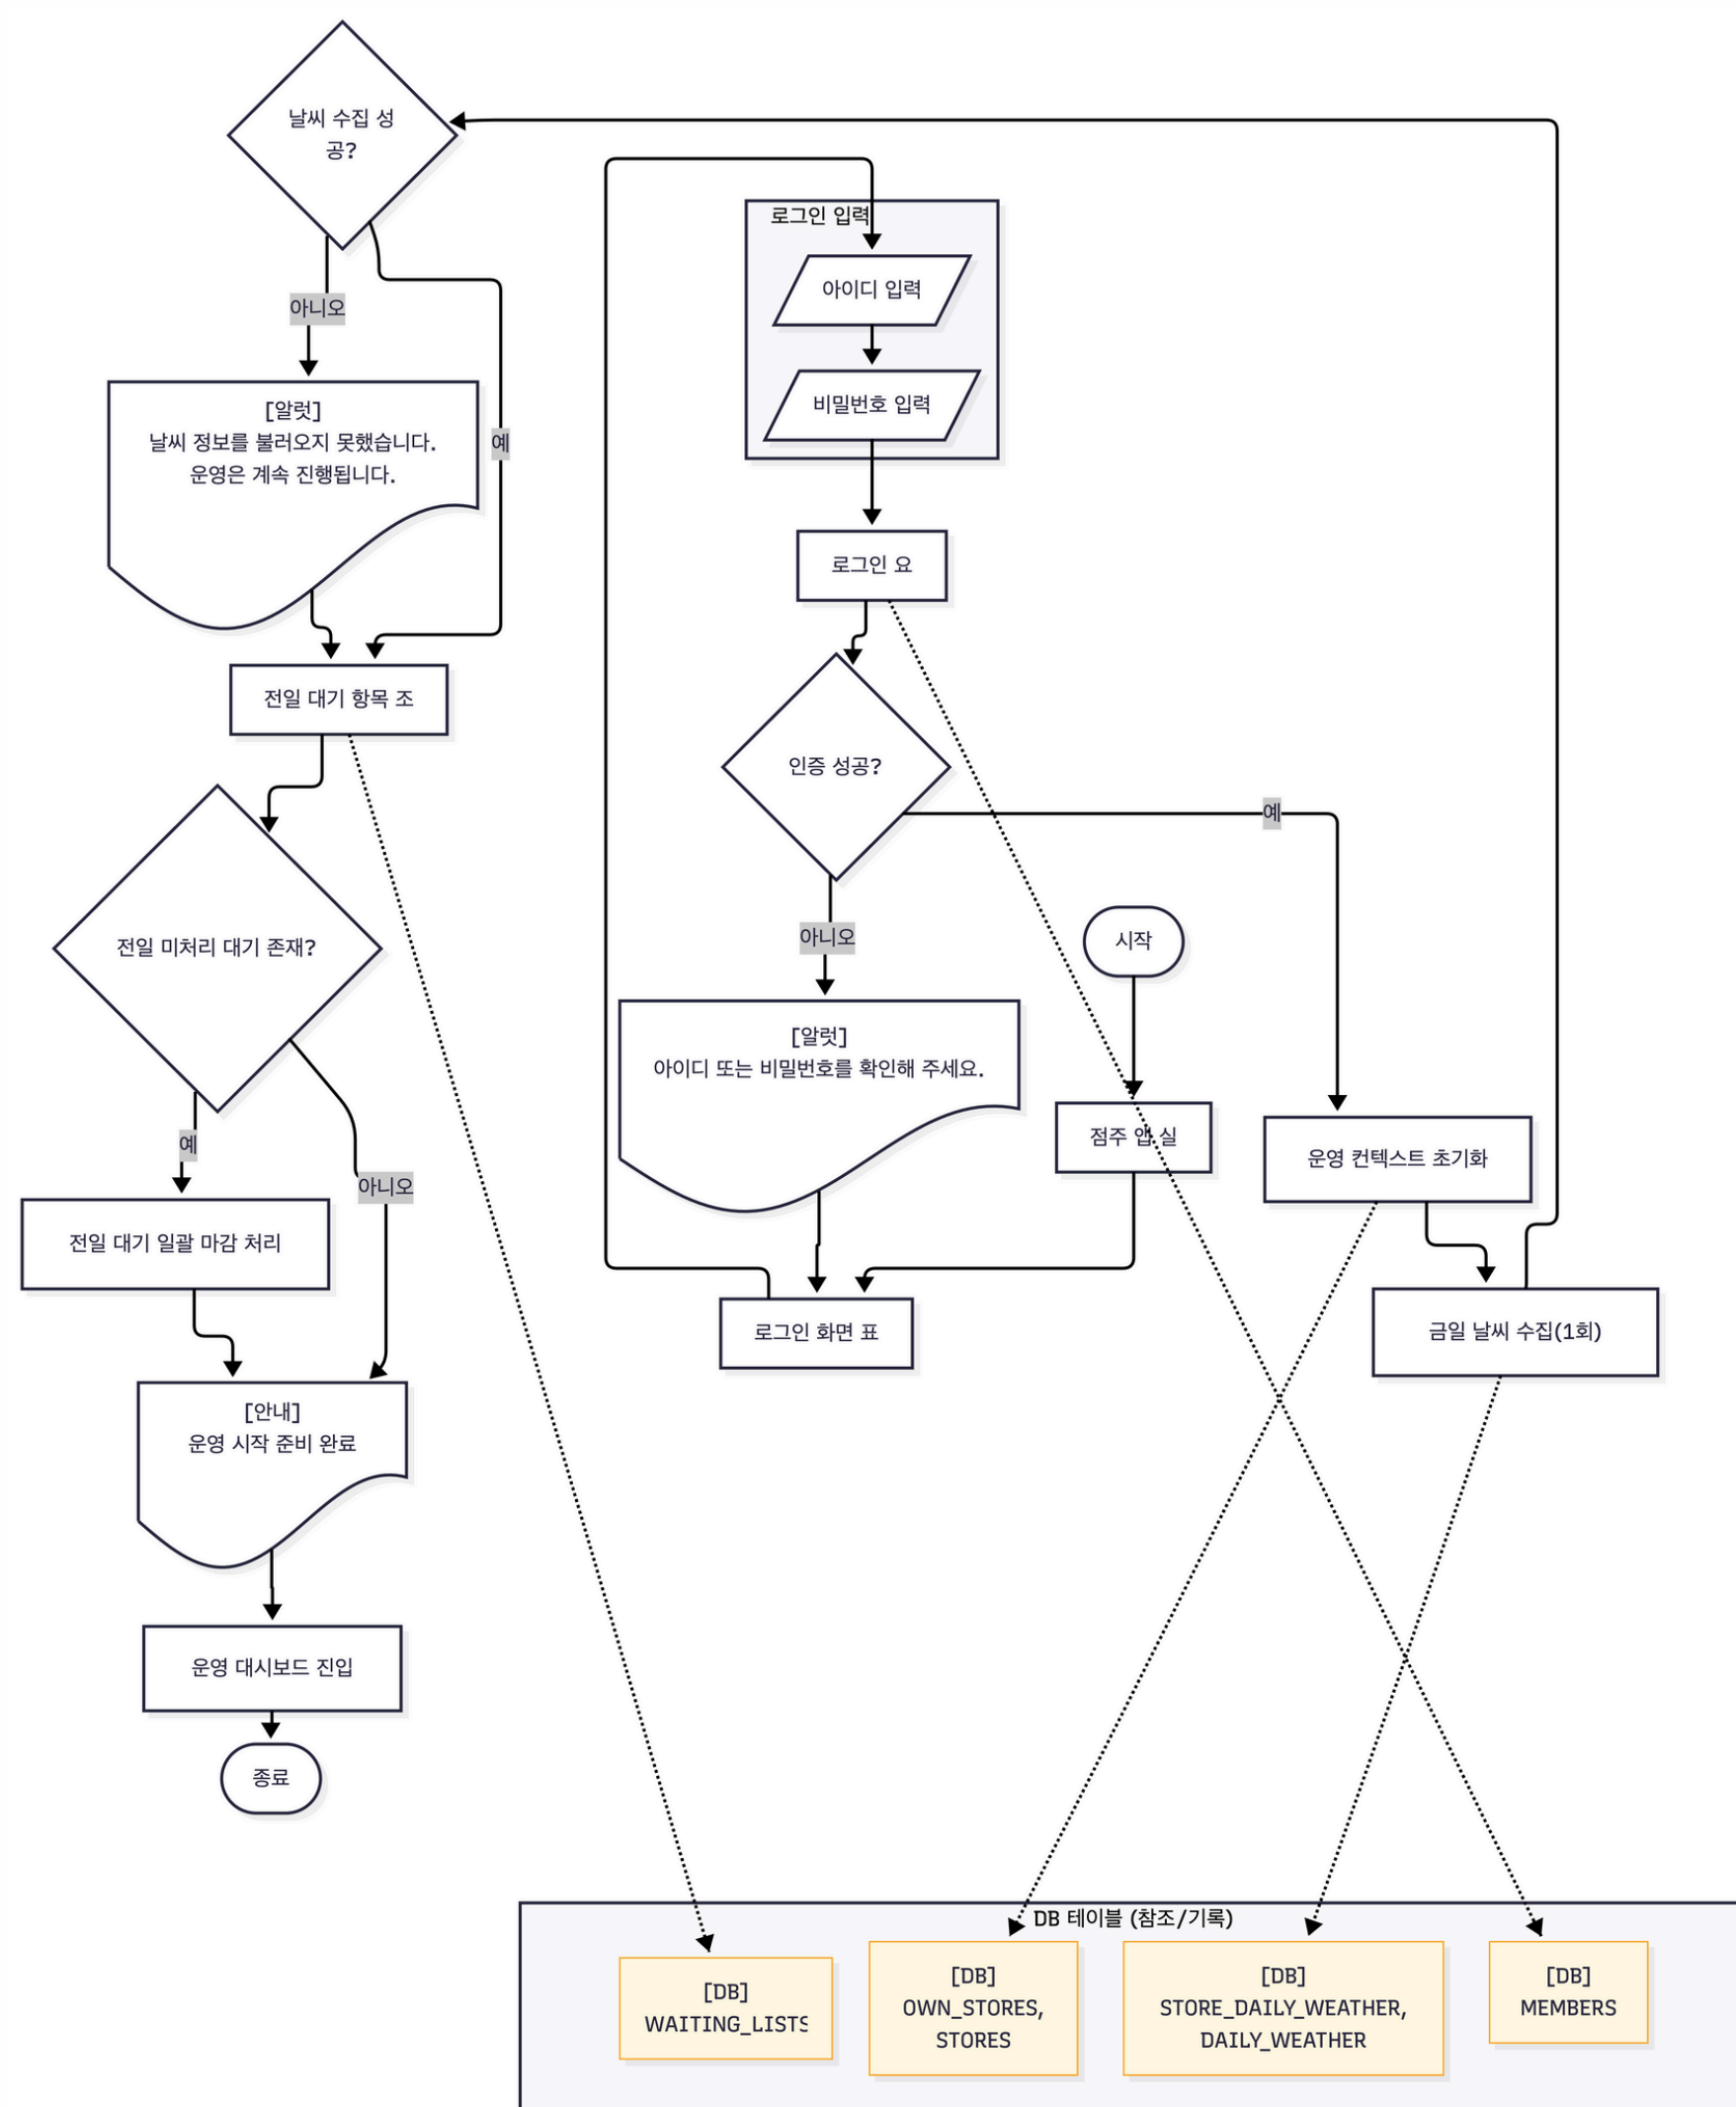 날씨 수집 성
공?
아니오
예
[알럿]
날씨 정보를 불러오지 못했습니다.
운영은 계속 진행됩니다.
전일 대기 항목 조
전일 미처리 대기 존재?
예
아니오
전일 대기 일괄 마감 처리
[안내]
운영 시작 준비 완료
운영 대시보드 진입
종료
로그인 입력
아이디 입력
비밀번호 입력
로그인 요
인증 성공?
예
아니오
[알럿]
아이디 또는 비밀번호를 확인해 주세요.
시작
점주 앱 실
로그인 화면 표
운영 컨텍스트 초기화
금일 날씨 수집(1회)
DB 테이블 (참조/기록)
[DB]
WAITING_LISTS
[DB]
OWN_STORES,
STORES
[DB]
STORE_DAILY_WEATHER,
DAILY_WEATHER
[DB]
MEMBERS